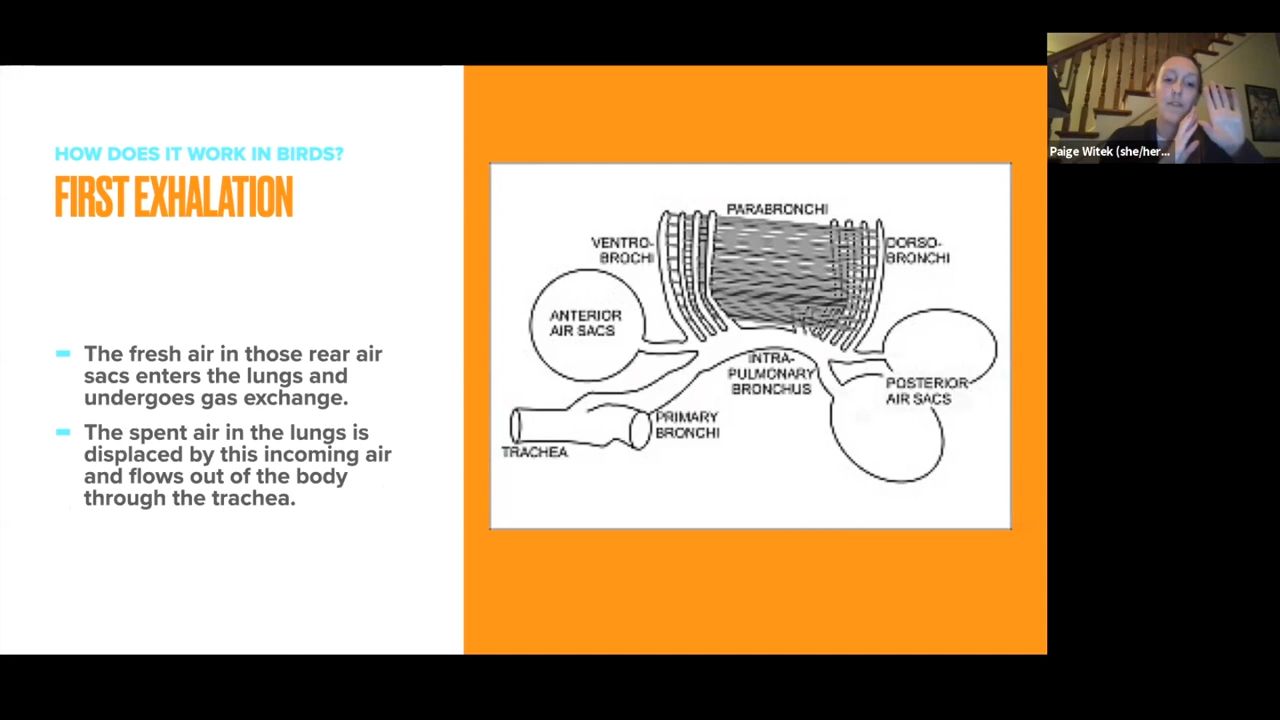 HOW DOES IT WORK IN BIRDS?
FIRST EXHALATION
The fresh air in those rear air
sacs enters the lungs and
undergoes gas exchange.
The spent air in the lungs is
displaced by this incoming air
and flows out of the body
through the trachea.
PARABRONCHI
VENTRO-
BROCHI
DORSO-
BRONCHI
ANTERIOR
AIR SACS
INTRA-
PULMONARY
BRONCHUS
POSTERIOR
AIR SACS
PRIMARY
BRONCHI
TRACHEA
Paige Witek (she/her...